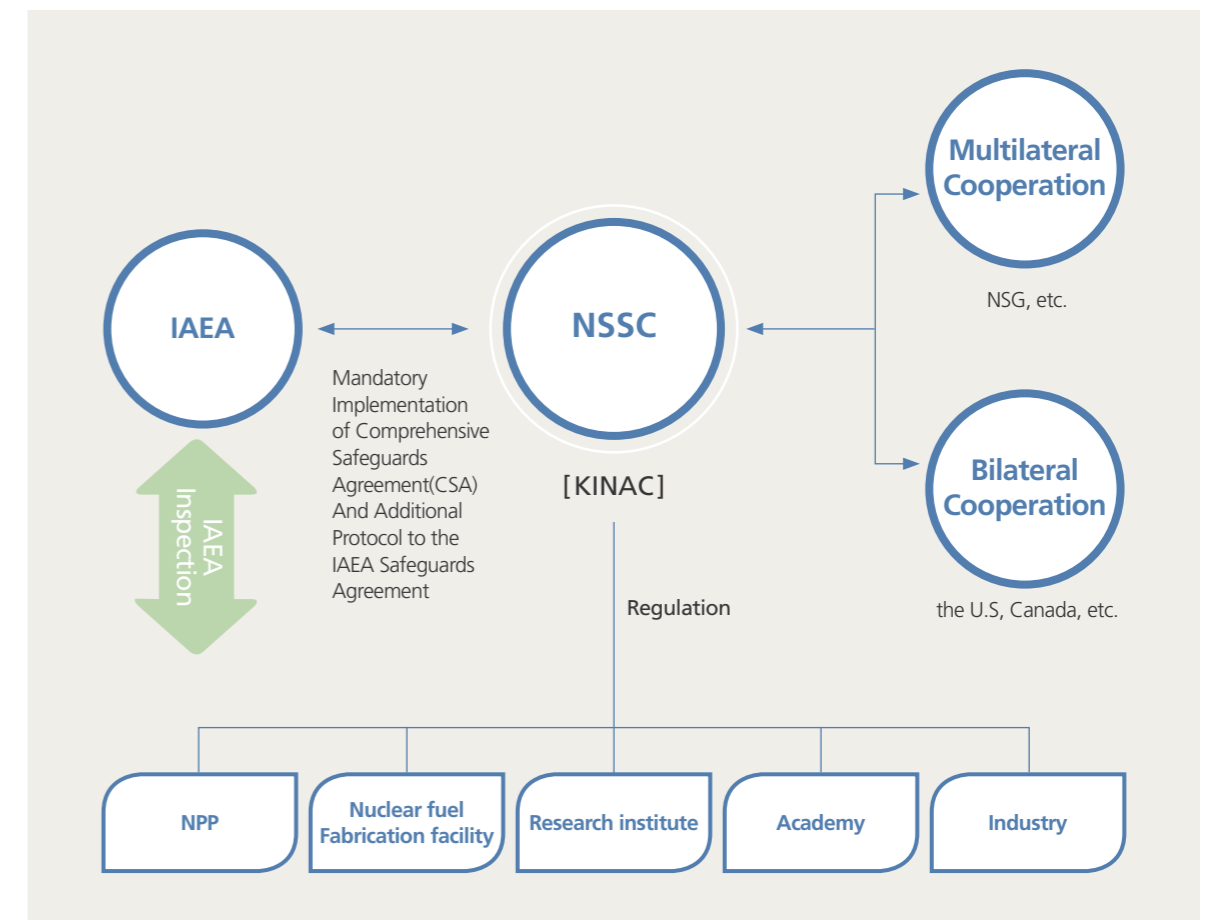 Multilateral
Cooperation
NSG, etc.
IAEA
NSSC
Mandatory
Implementation
of Comprehensive
Safeguards
Agreement(CSA)
And Additional
Protocol to the
IAEA Safeguards
Agreement
[KINAC]
Bilateral
Cooperation
the U.S, Canada, etc.
IAEA
Inspection
Regulation
NPP
Nuclear fuel
Fabrication facility
Research institute
Academy
Industry